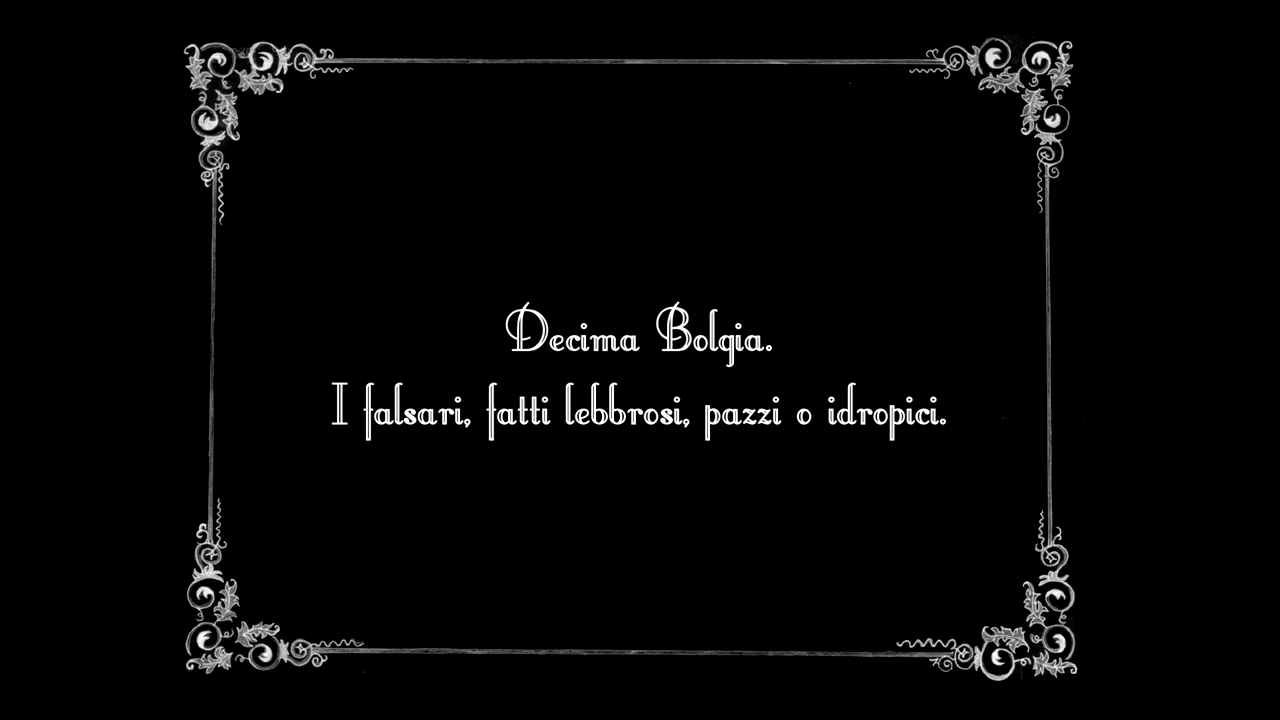 Decima Bolgia.
I falsari, fatti lebbrosi, pazzi o idropici.